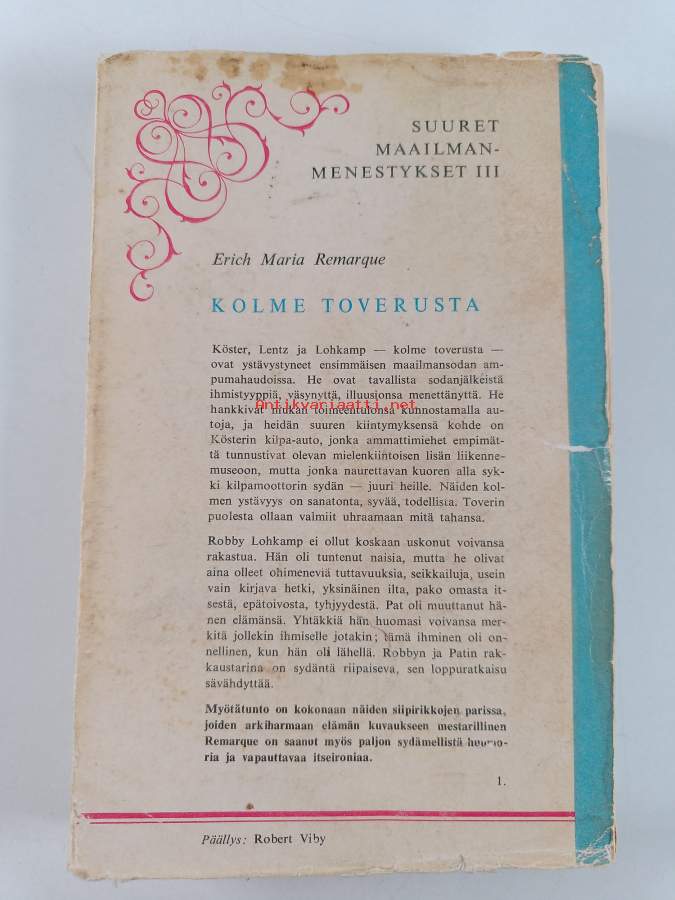 SUURET
MAAILMAN-
MENESTYKSET III
Erich Maria Remarque
KOLME TOVERUSTA
Köster, Lentz ja Lohkamp — kolme toverusta —
ovat ystävystyneet ensimmäisen maailmansodan am-
pumahaudoissa. He ovat tavallista sodanjälkeistä
ihmistyyppiä, väsynyttä, illuusionsa menettänyttä. He
Antikvariaatti.net
hankkivat niukan toimeentulonsa kunnostamalla au-
toja, ja heidän suuren kiintymyksensä kohde on
Kösterin kilpa-auto, jonka ammattimiehet empimät-
tä tunnustivat olevan mielenkiintoisen lisän liikenne-
museoon, mutta jonka naurettavan kuoren alla syk-
ki kilpamoottorin sydän — juuri heille. Näiden kol-
men ystävyys on sanatonta, syvää, todellista. Toverin
puolesta ollaan valmiit uhraamaan mitä tahansa.
Robby Lohkamp ei ollut koskaan uskonut voivansa
rakastua. Hän oli tuntenut naisia, mutta he olivat
aina olleet ohimeneviä tuttavuuksia, seikkailuja, usein
vain kirjava hetki, yksinäinen ilta, pako omasta it-
sestä, epätoivosta, tyhjyydestä. Pat oli muuttanut hä-
nen elämänsä. Yhtäkkiä hän huomasi voivansa mer-
kitä jollekin ihmiselle jotakin; tämä ihminen oli on-
nellinen, kun hän oli lähellä. Robbyn ja Patin rak-
kaustarina on sydäntä riipaiseva, sen loppuratkaisu
sävähdyttää.
Myötätunto on kokonaan näiden siipirikkojen parissa,
joiden arkiharmaan elämän kuvaukseen mestarillinen
Remarque on saanut myös paljon sydämellistä huumo-
ria ja vapauttavaa itseironiaa.
1.
Päällys: Robert Viby